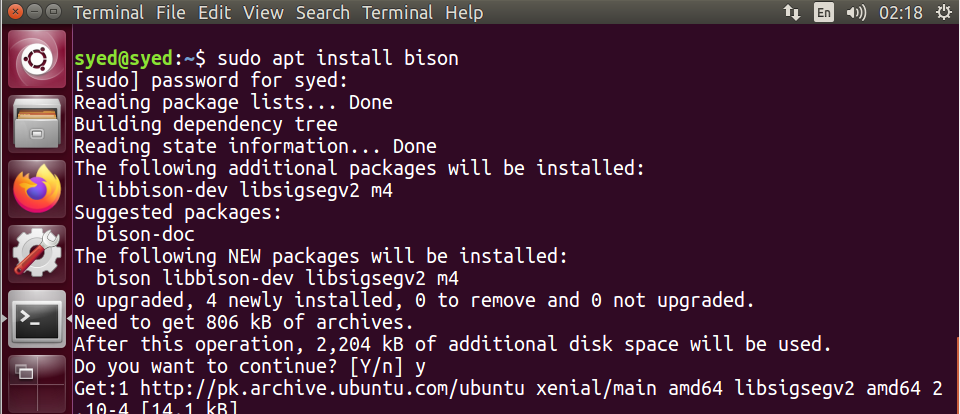 Terminal File Edit View Search Terminal Help En 02:18
syed@syed:~$ sudo apt install bison
[sudo] password for syed:
Reading package lists... Done
Building dependency tree
Reading state information... Done
The following additional packages will be installed:
  libbison-dev libsigsegv2 m4
Suggested packages:
  bison-doc
The following NEW packages will be installed:
  bison libbison-dev libsigsegv2 m4
0 upgraded, 4 newly installed, 0 to remove and 0 not upgraded.
Need to get 806 kB of archives.
After this operation, 2,204 kB of additional disk space will be used.
Do you want to continue? [Y/n] y
Get:1 http://pk.archive.ubuntu.com/ubuntu xenial/main amd64 libsigsegv2 amd64 2
.10-4 [14.1 kB]